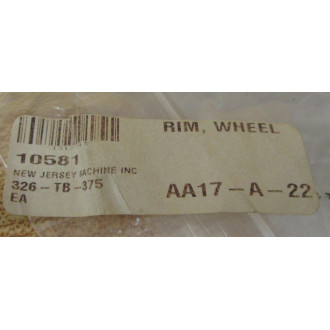 RIM, WHEEL
10581
NEW JERSEY MACHINE INC
326-TB-375
EA
AA17-A-22